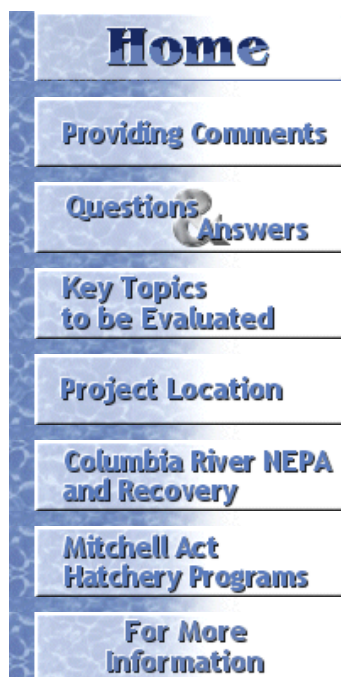 Home
Providing Comments
Questions &
Answers
Key Topics
to be Evaluated
Project Location
Columbia River NEPA
and Recovery
Mitchell Act
Hatchery Programs
For More
Information